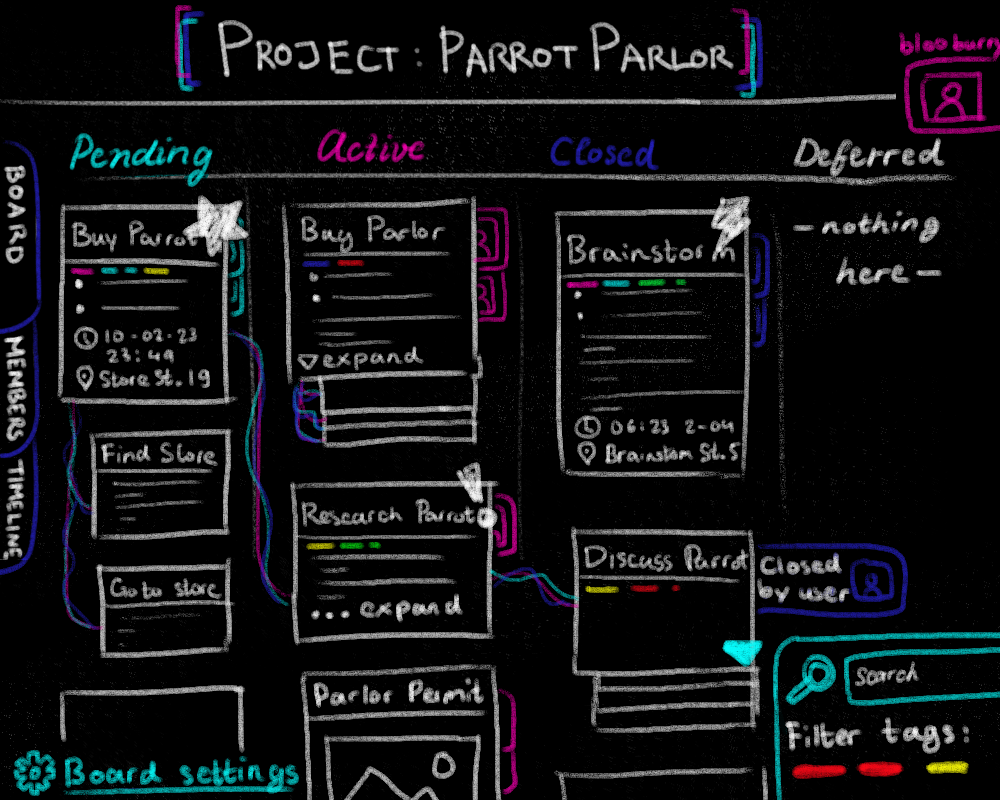 Project: Parrot Parlor
blooburn
Pending
Active
Closed
Deferred
BOARD
MEMBERS
TIMELINE
Buy Parrot
10-02-23
23:49
Store St. 19
Find Store
Go to store
Board settings
Buy Parlor
expand
Research Parrot
... expand
Parlor Permit
Brainstorm
06:23 2-04
Brainstom St. 5
Discuss Parrot
Closed
by user
- nothing
here -
search
Filter tags: